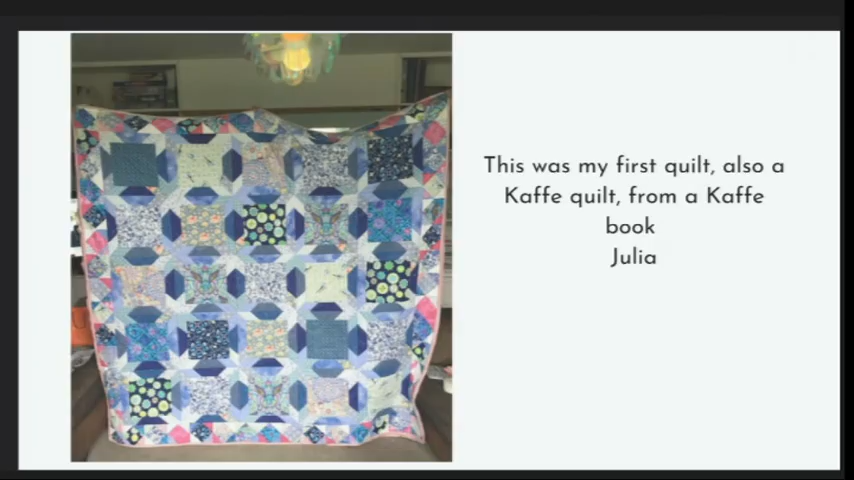 This was my first quilt, also a
Kaffe quilt, from a Kaffe
book
Julia